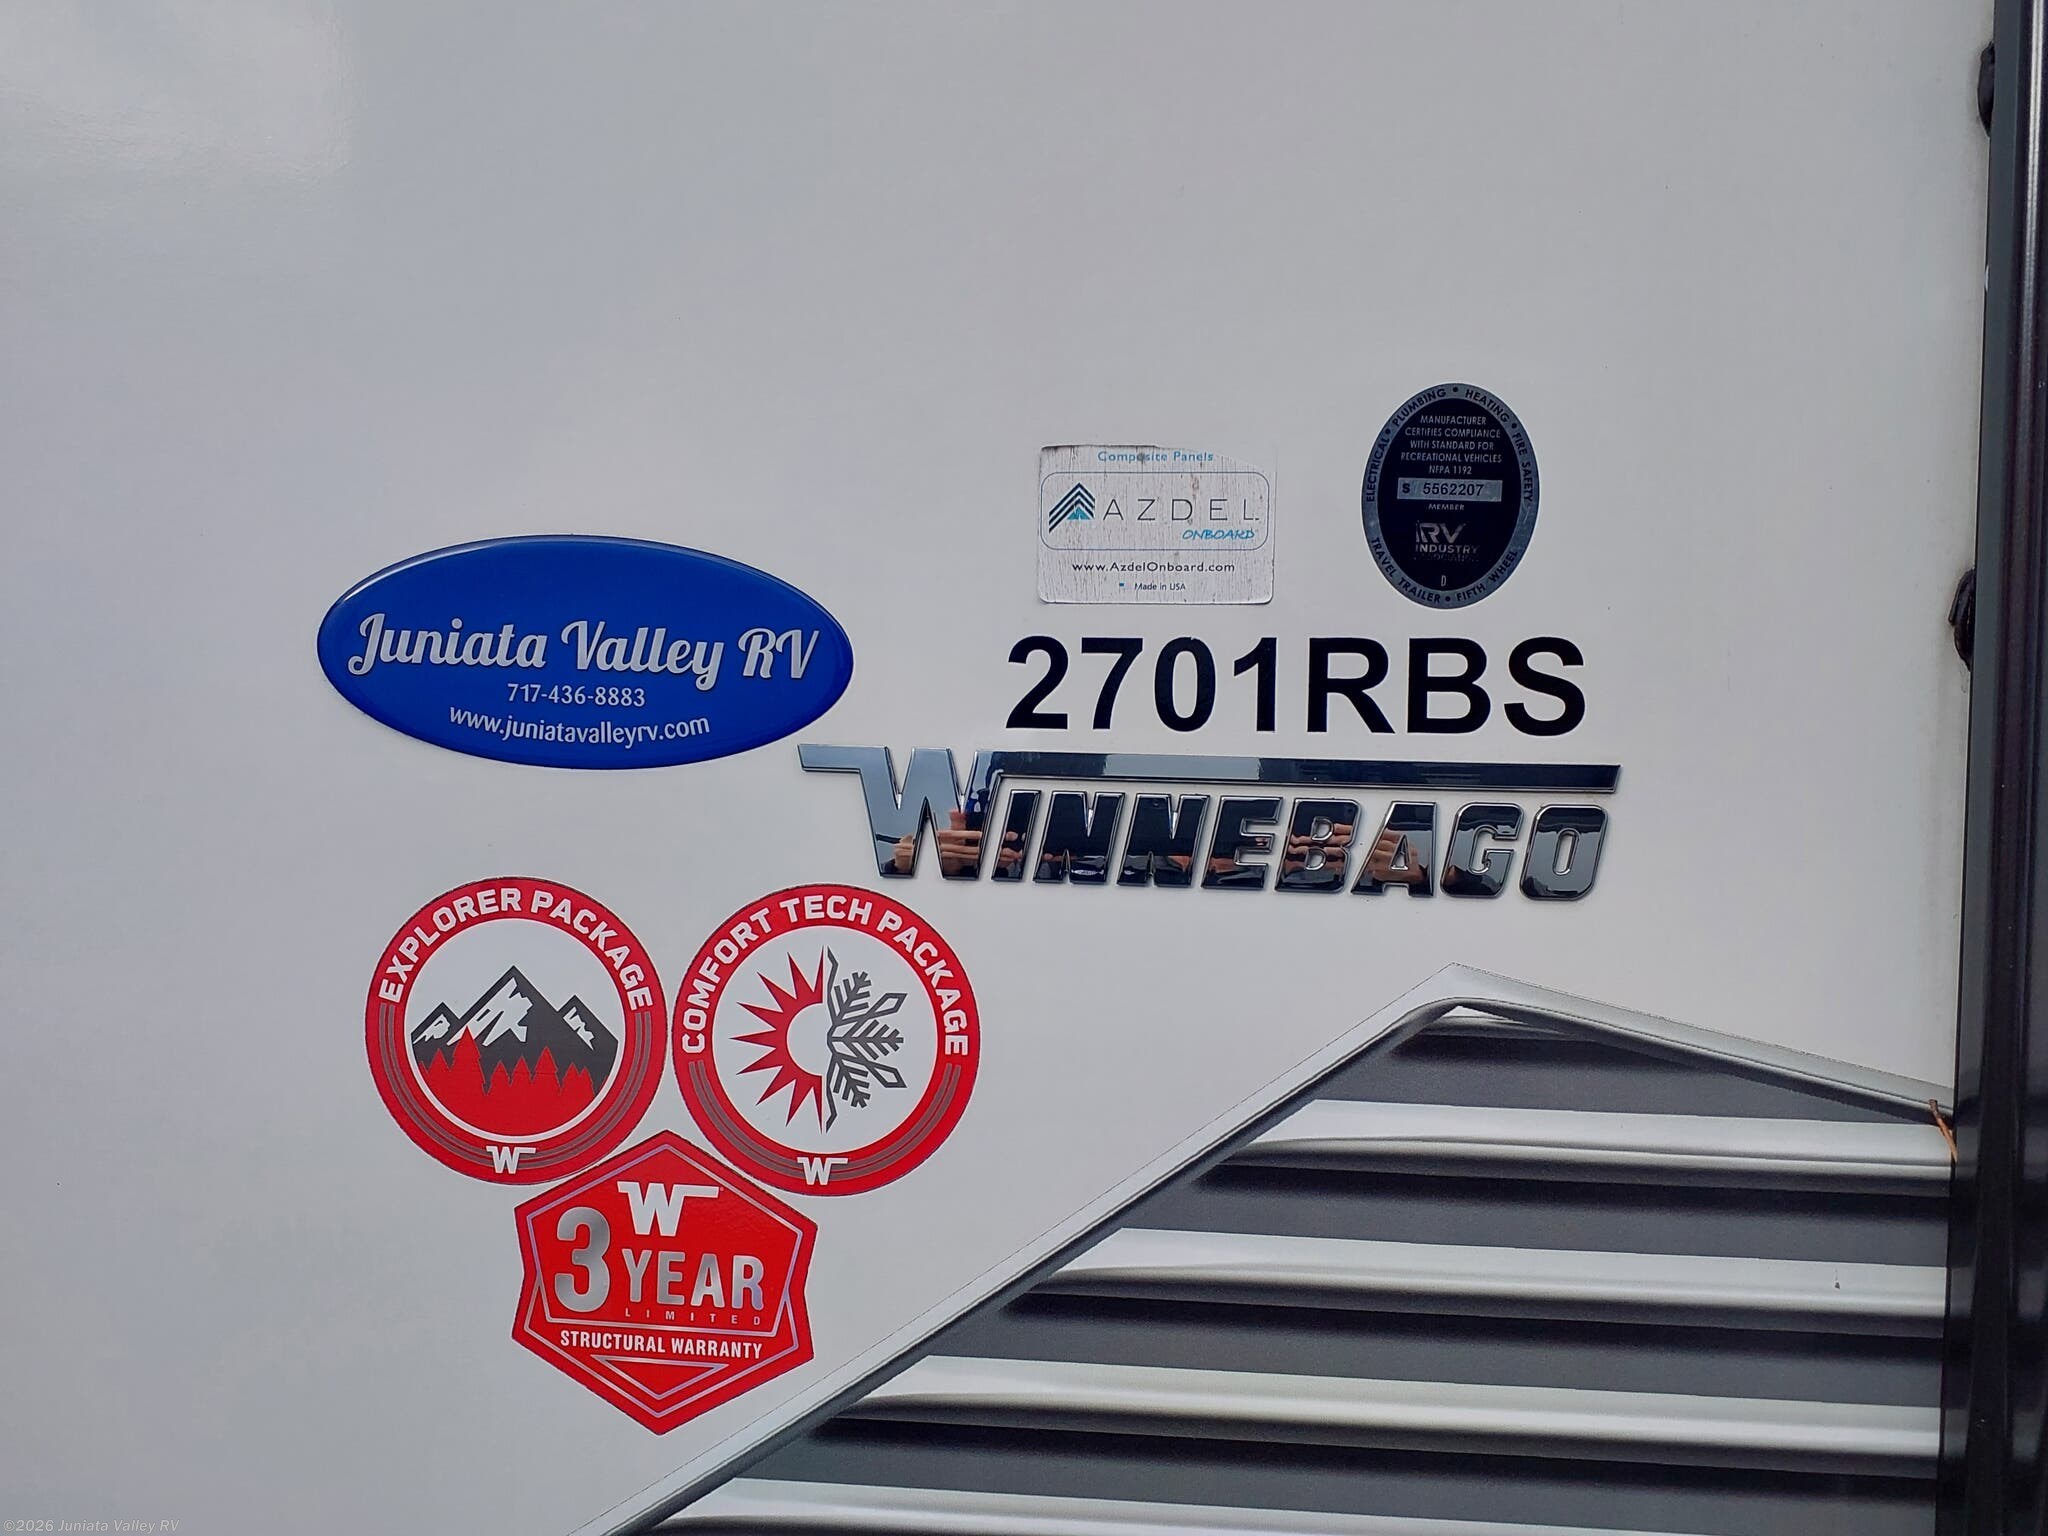 ELECTRICAL • PLUMBING • HEATING • FIRE SAFETY
MANUFACTURER
CERTIFIES COMPLIANCE
WITH STANDARD FOR
RECREATIONAL VEHICLES
NFPA 1192
S 5562207
MEMBER
RV
INDUSTRY
ASSOCIATION
D
TRAVEL TRAILER • FIFTH WHEEL
Composite Panels
AZDEL
ONBOARD
www.AzdelOnboard.com
Made in USA
Juniata Valley RV
717-436-8883
www.juniatavalleyrv.com
2701RBS
WINNEBAGO
EXPLORER PACKAGE
W
COMFORT TECH PACKAGE
W
W
3 YEAR
LIMITED
STRUCTURAL WARRANTY
©2026 Juniata Valley RV